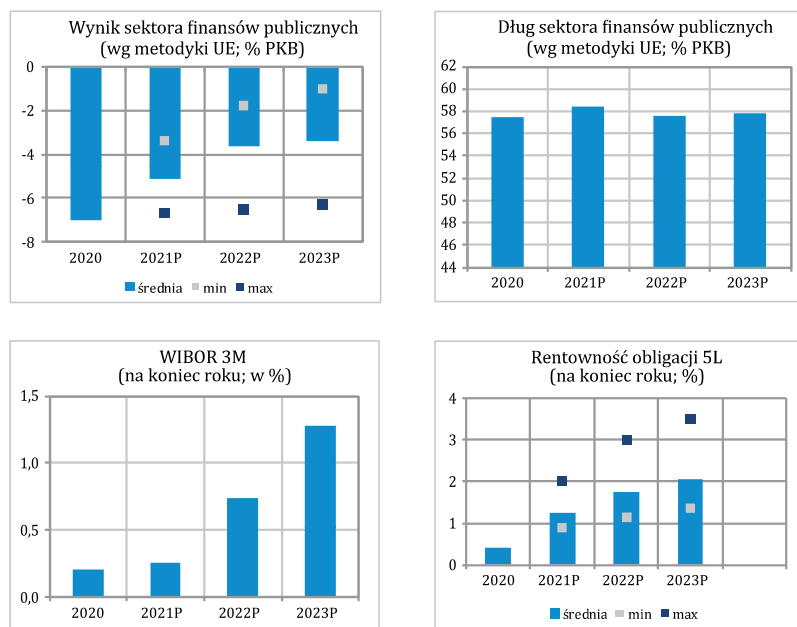 Wynik sektora finansów publicznych
(wg metodyki UE; % PKB)
0
-2
-4
-6
-8
2020 2021P 2022P 2023P
średnia min max
Dług sektora finansów publicznych
(wg metodyki UE; % PKB)
62
60
58
56
54
52
50
48
46
44
2020 2021P 2022P 2023P
WIBOR 3M
(na koniec roku; w %)
1,5
1,0
0,5
0,0
2020 2021P 2022P 2023P
Rentowność obligacji 5L
(na koniec roku; %)
4
3
2
1
0
2020 2021P 2022P 2023P
średnia min max